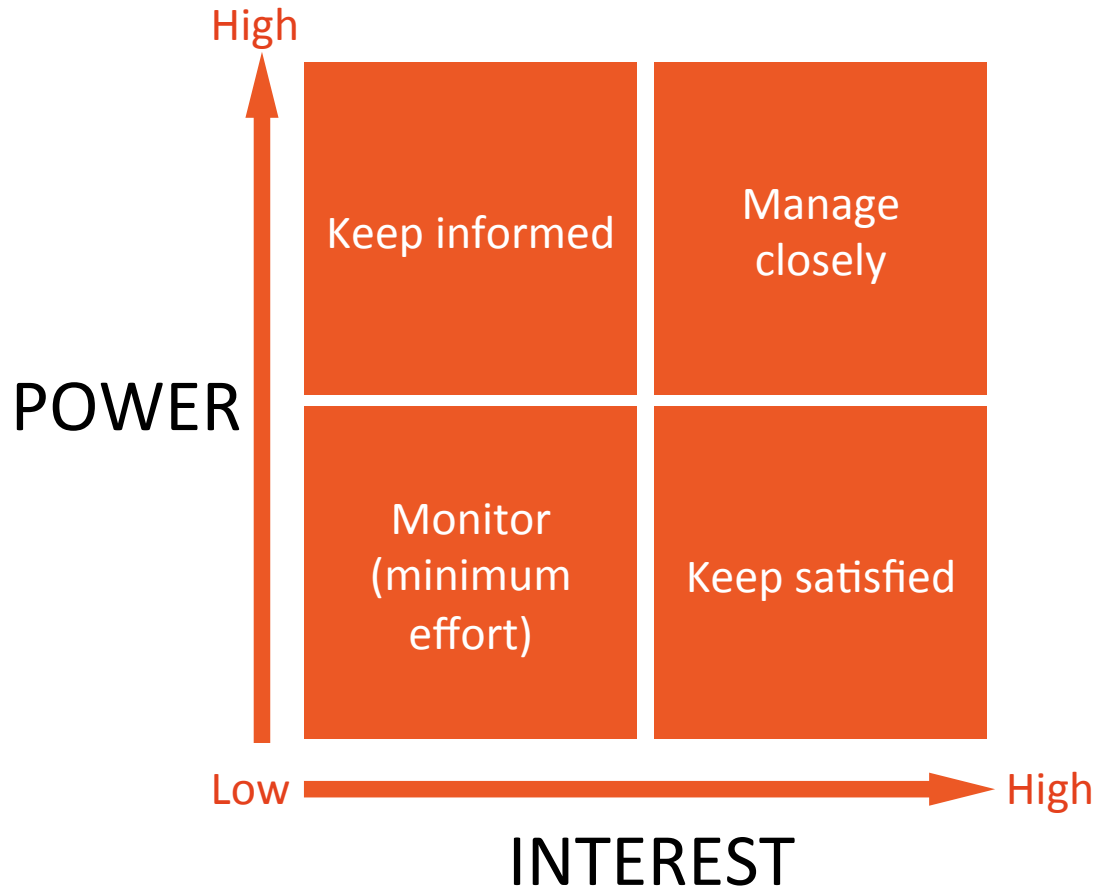 High
Keep informed
Manage
closely
POWER
Monitor
(minimum
effort)
Keep satisfied
Low
High
INTEREST